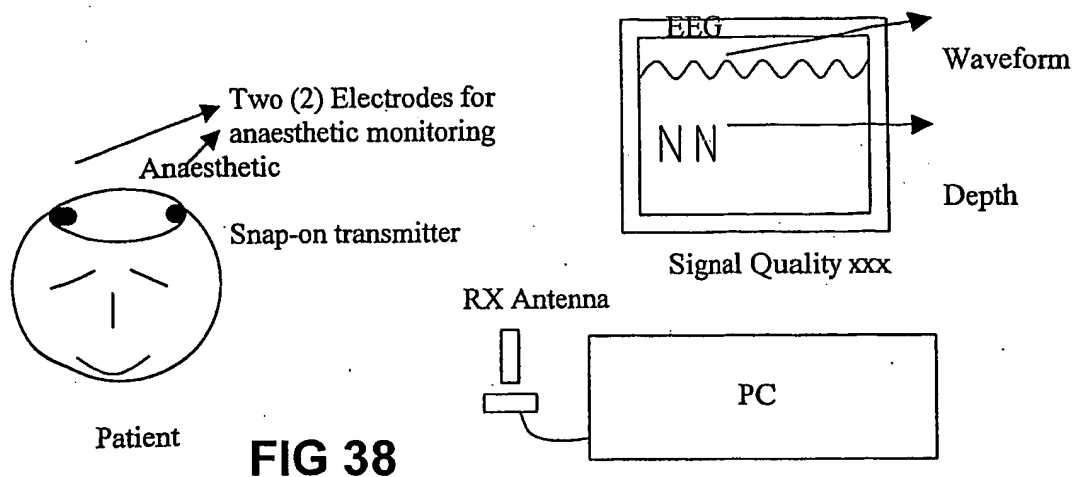 EEG
Waveform
Two (2) Electrodes for
anaesthetic monitoring
Anaesthetic
NN
Depth
Snap-on transmitter
Signal Quality xxx
RX Antenna
PC
Patient
FIG 38